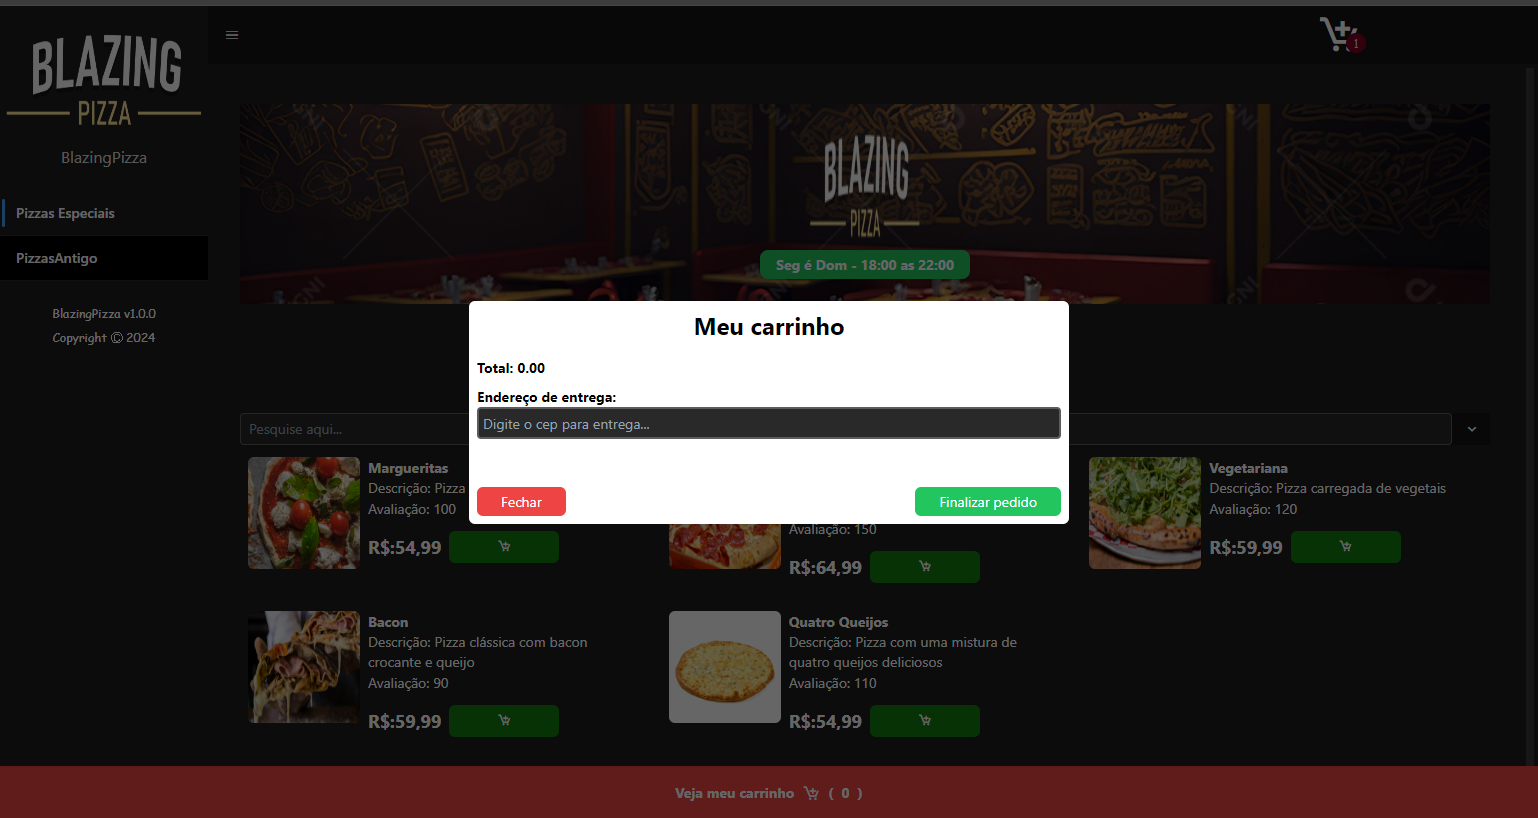 BLAZING
PIZZA
BlazingPizza
Pizzas Especiais
PizzasAntigo
BlazingPizza v1.0.0
Copyright © 2024
1
BLAZING
PIZZA
Seg é Dom - 18:00 as 22:00
Meu carrinho
Total: 0.00
Endereço de entrega:
Digite o cep para entrega...
Fechar
Finalizar pedido
Pesquise aqui...
Margueritas
Descrição: Pizza
Avaliação: 100
R$:54,99
Avaliação: 150
R$:64,99
Vegetariana
Descrição: Pizza carregada de vegetais
Avaliação: 120
R$:59,99
Bacon
Descrição: Pizza clássica com bacon
crocante e queijo
Avaliação: 90
R$:59,99
Quatro Queijos
Descrição: Pizza com uma mistura de
quatro queijos deliciosos
Avaliação: 110
R$:54,99
Veja meu carrinho ( 0 )